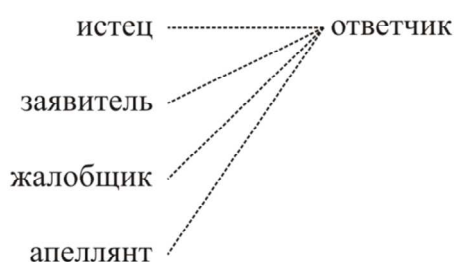 истец ответчик
заявитель
жалобщик
апеллянт